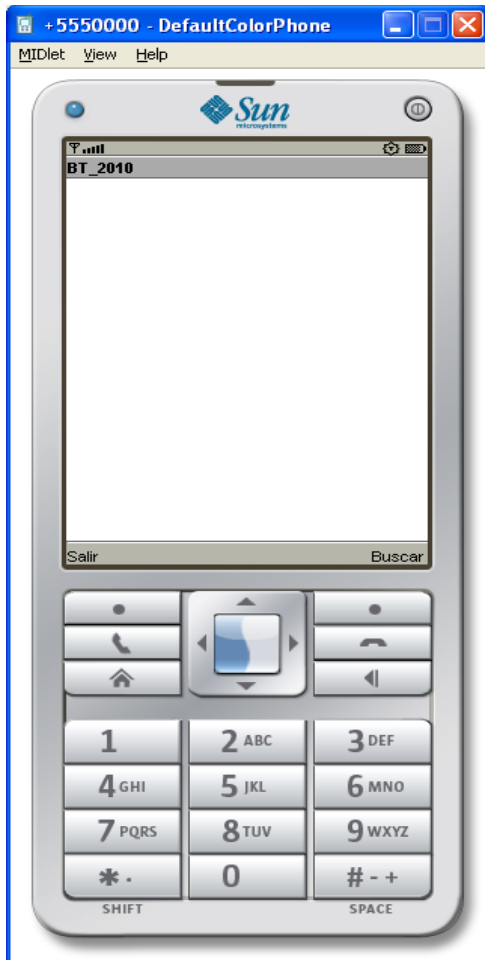 +5550000 - DefaultColorPhone
MIDlet View Help
Sun
microsystems
BT_2010
Salir Buscar
1 2 ABC 3 DEF
4 GHI 5 JKL 6 MNO
7 PQRS 8 TUV 9 WXYZ
* . 0 # - +
SHIFT SPACE